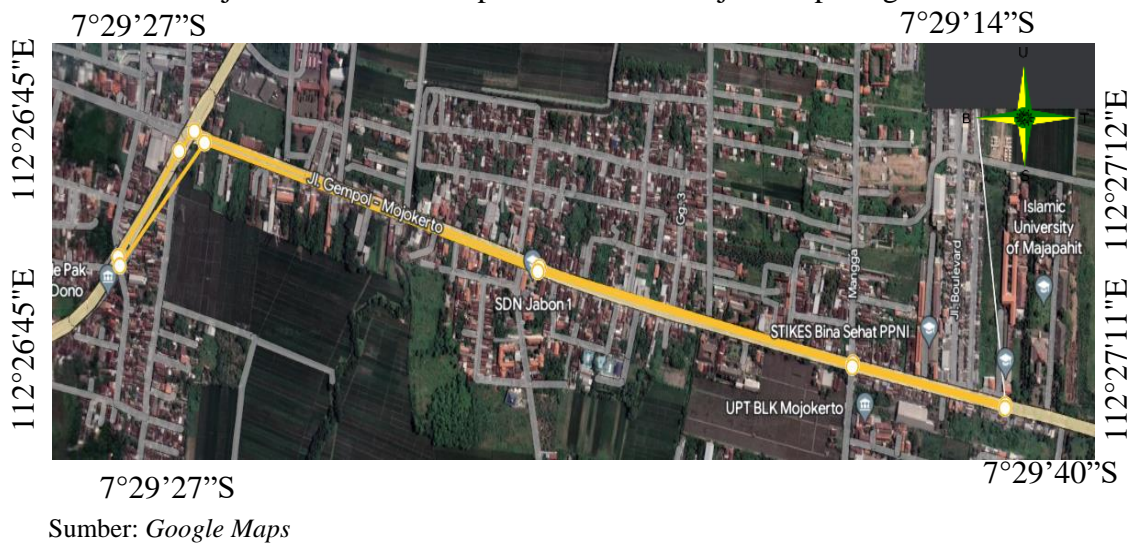 7°29’27”S
7°29’14”S
112°26'45"E
112°27'12"E
U
B
T
S
Jl. Gempol - Mojokerto
Gg. 3
Islamic
University
of Majapahit
Mangga
Jl. Boulevard
le Pak
Dono
SDN Jabon 1
STIKES Bina Sehat PPNI
UPT BLK Mojokerto
112°26'45"E
112°27'11"E
7°29’27”S
7°29’40”S
Sumber: Google Maps